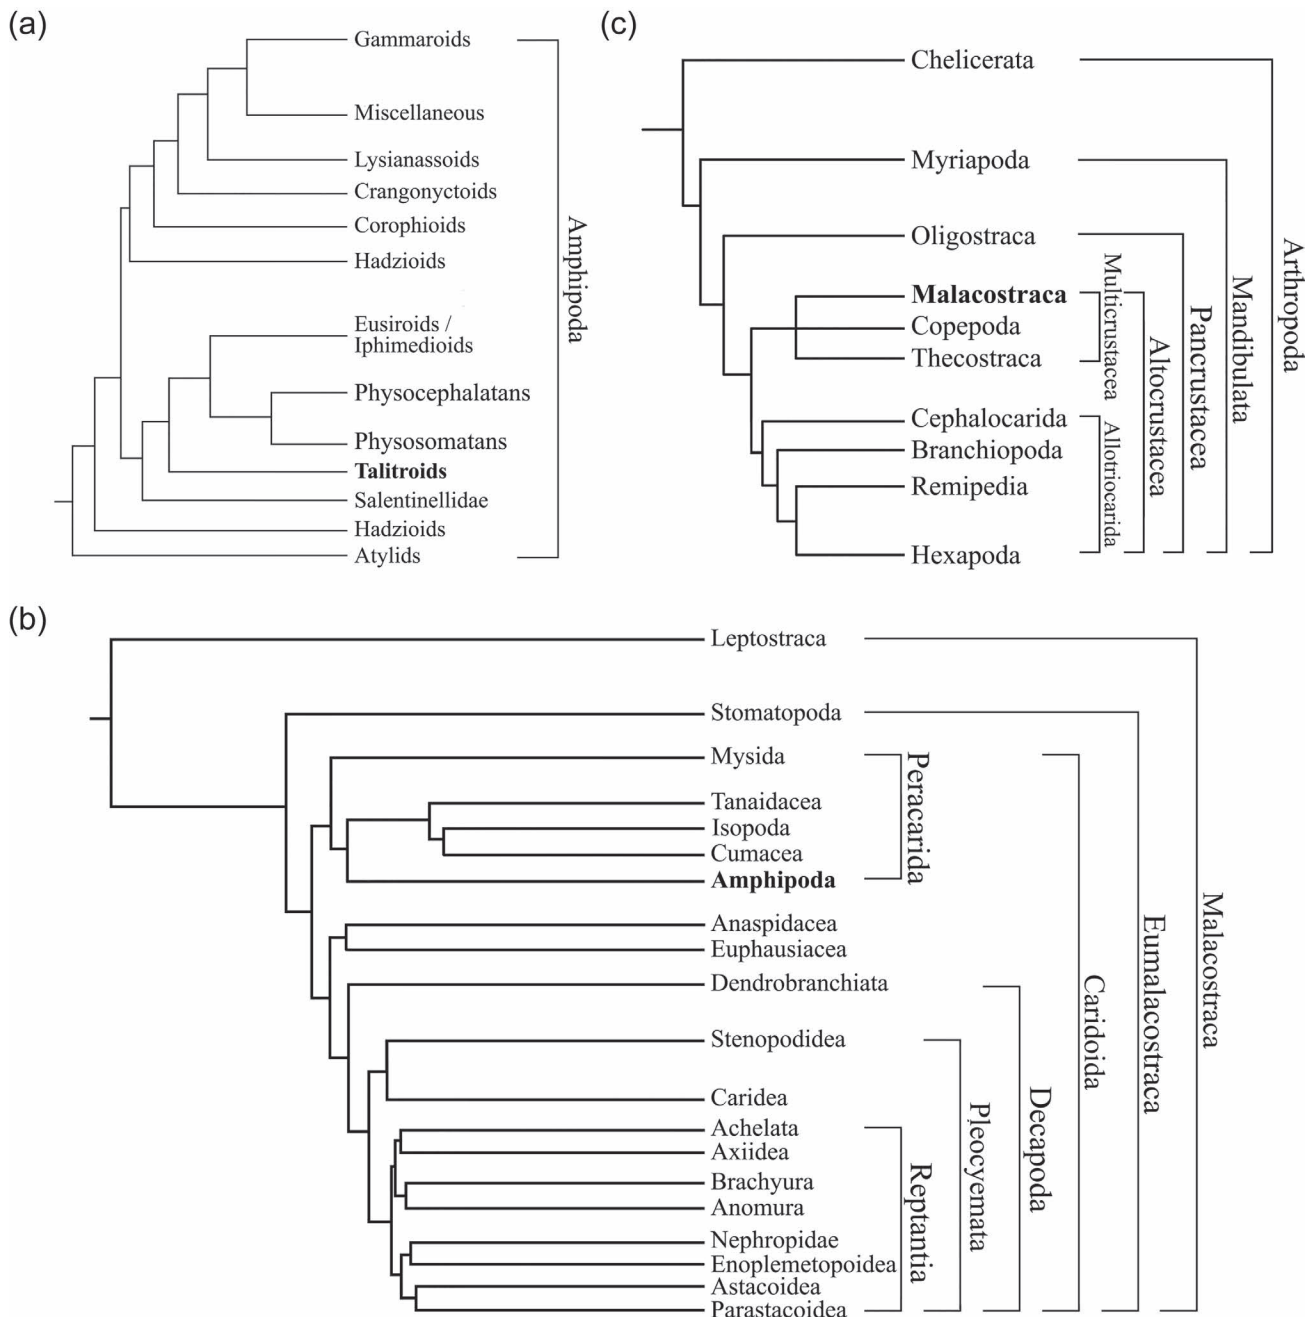 (a)
Gammaroids
Miscellaneous
Lysianassoids
Crangonyctoids
Corophioids
Hadzioids
Eusiroids /
Iphimedioids
Physocephalatans
Physosomatans
Talitroids
Salentinellidae
Hadzioids
Atylids
Amphipoda
(c)
Chelicerata
Myriapoda
Oligostraca
Malacostraca
Copepoda
Thecostraca
Cephalocarida
Branchiopoda
Remipedia
Hexapoda
Multicrustacea
Allotriocarida
Altocrustacea
Pancrustacea
Mandibulata
Arthropoda
(b)
Leptostraca
Stomatopoda
Mysida
Tanaidacea
Isopoda
Cumacea
Amphipoda
Anaspidacea
Euphausiacea
Dendrobranchiata
Stenopodidea
Caridea
Achelata
Axiidea
Brachyura
Anomura
Nephropidae
Enoplemetopoidea
Astacoidea
Parastacoidea
Peracarida
Reptantia
Pleocyemata
Decapoda
Caridoida
Eumalacostraca
Malacostraca